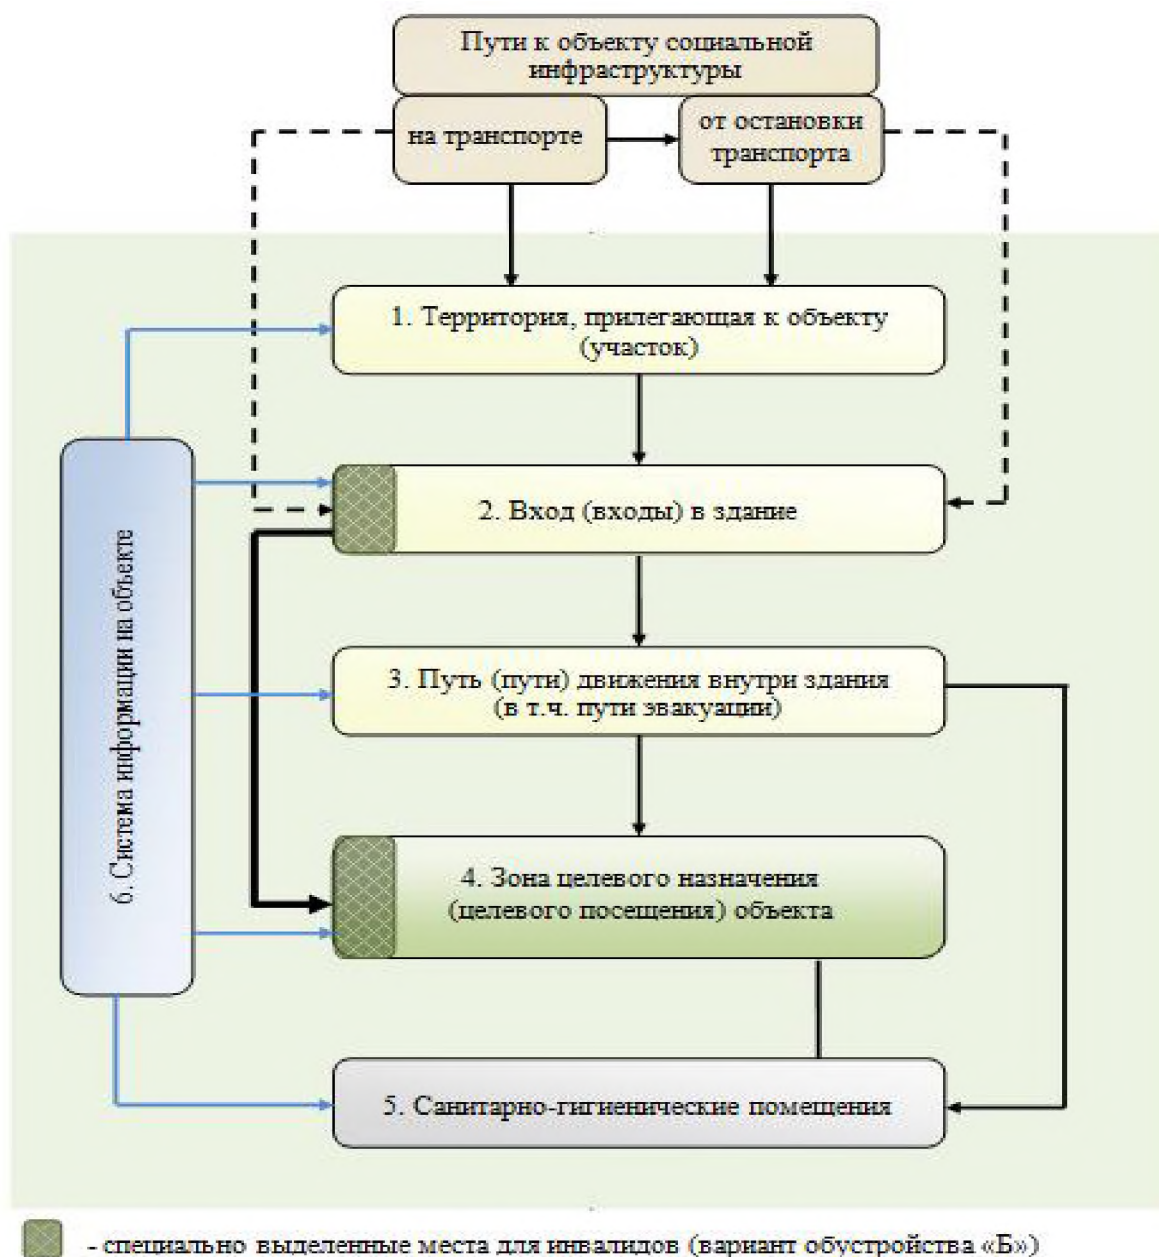 Пути к объекту социальной
инфраструктуры
на транспорте
от остановки
транспорта
1. Территория, прилегающая к объекту
(участок)
2. Вход (входы) в здание
3. Путь (пути) движения внутри здания
(в т.ч. пути эвакуации)
4. Зона целевого назначения
(целевого посещения) объекта
5. Санитарно-гигиенические помещения
6. Система информации на объекте
- специально выделенные места для инвалидов (вариант обустройства «Б»)